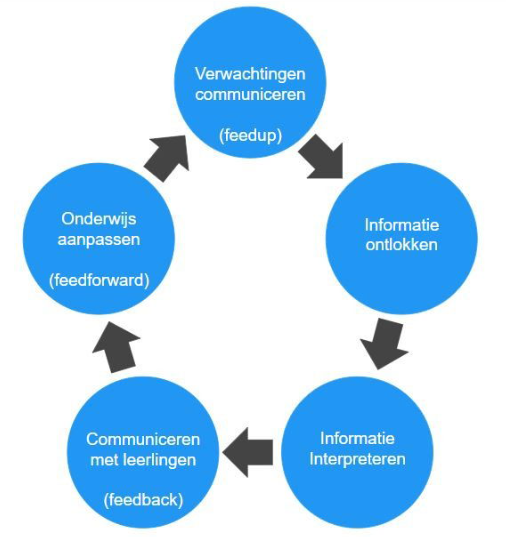 Verwachtingen
communiceren
(feedup)
Informatie
ontlokken
Informatie
Interpreteren
Communiceren
met leerlingen
(feedback)
Onderwijs
aanpassen
(feedforward)